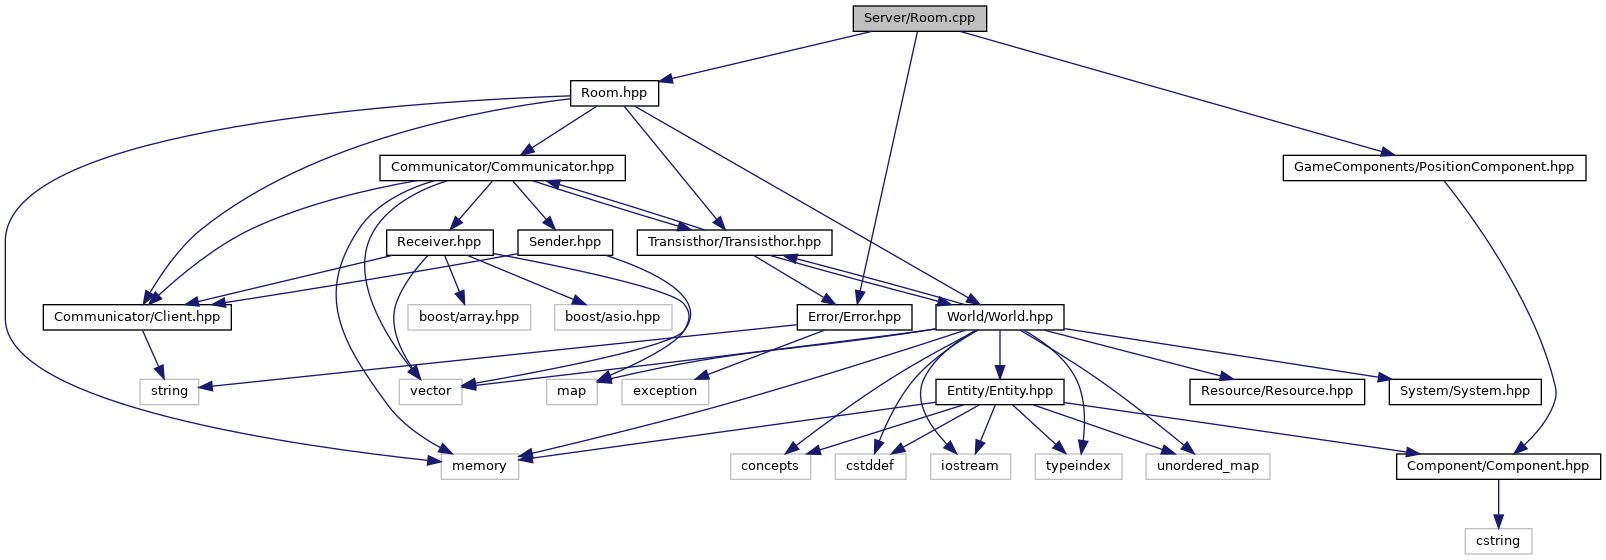 Server/Room.cpp
Room.hpp
Communicator/Communicator.hpp
GameComponents/PositionComponent.hpp
Receiver.hpp
Sender.hpp
Transisthor/Transisthor.hpp
Communicator/Client.hpp
boost/array.hpp
boost/asio.hpp
Error/Error.hpp
World/World.hpp
string
vector
map
exception
Entity/Entity.hpp
Resource/Resource.hpp
System/System.hpp
memory
concepts
cstddef
iostream
typeindex
unordered_map
Component/Component.hpp
cstring